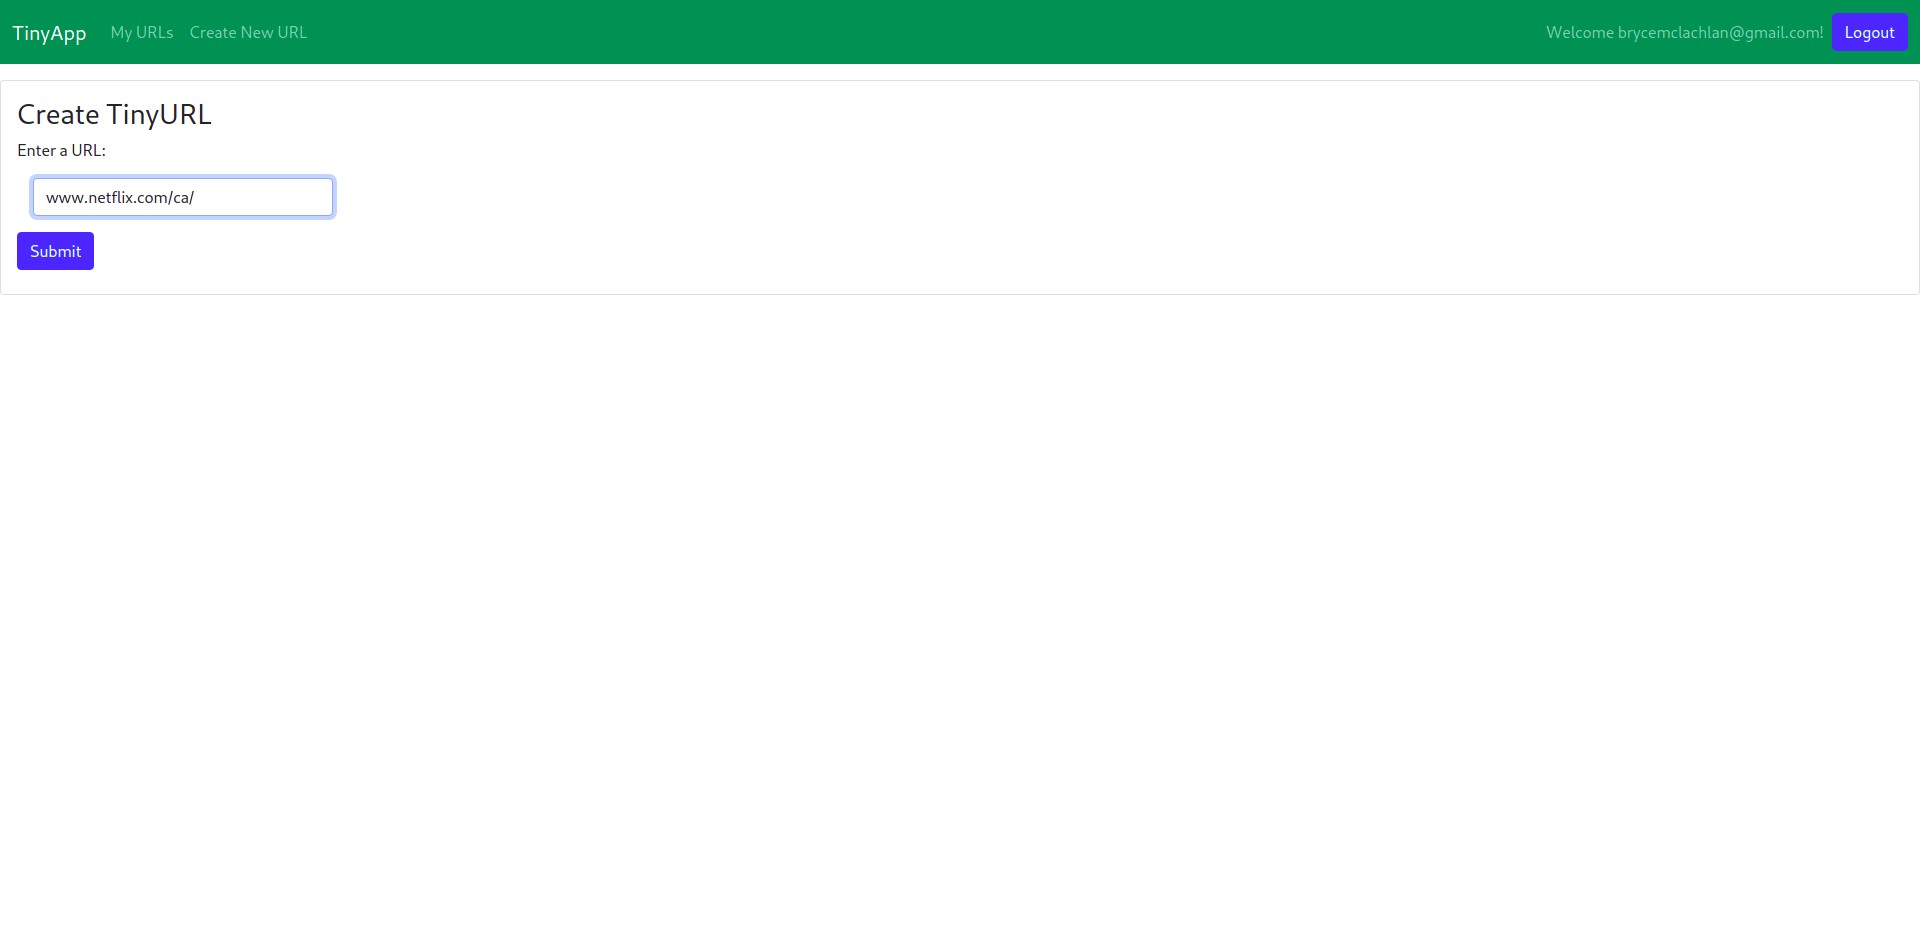 TinyApp My URLs Create New URL Welcome brycemclachlan@gmail.com! Logout
Create TinyURL
Enter a URL:
www.netflix.com/ca/
Submit